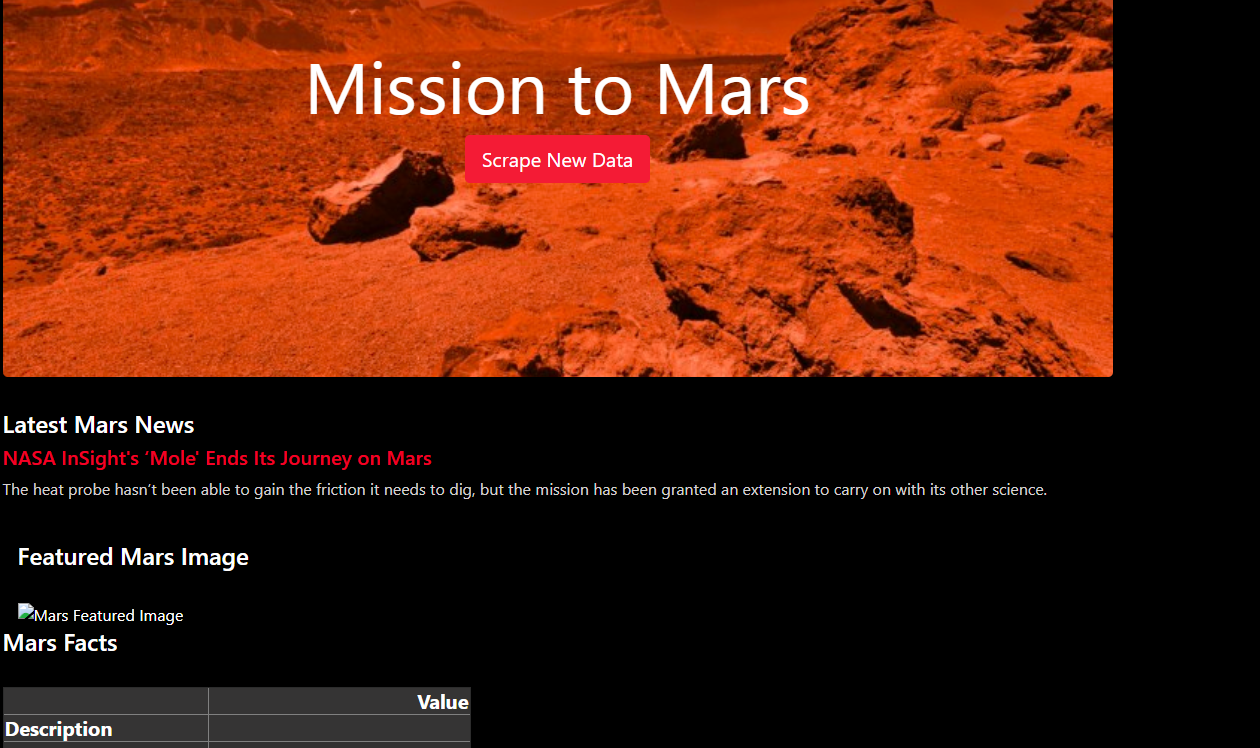 Mission to Mars
Scrape New Data
Latest Mars News
NASA InSight's ‘Mole' Ends Its Journey on Mars
The heat probe hasn’t been able to gain the friction it needs to dig, but the mission has been granted an extension to carry on with its other science.
Featured Mars Image
Mars Featured Image
Mars Facts
Value
Description